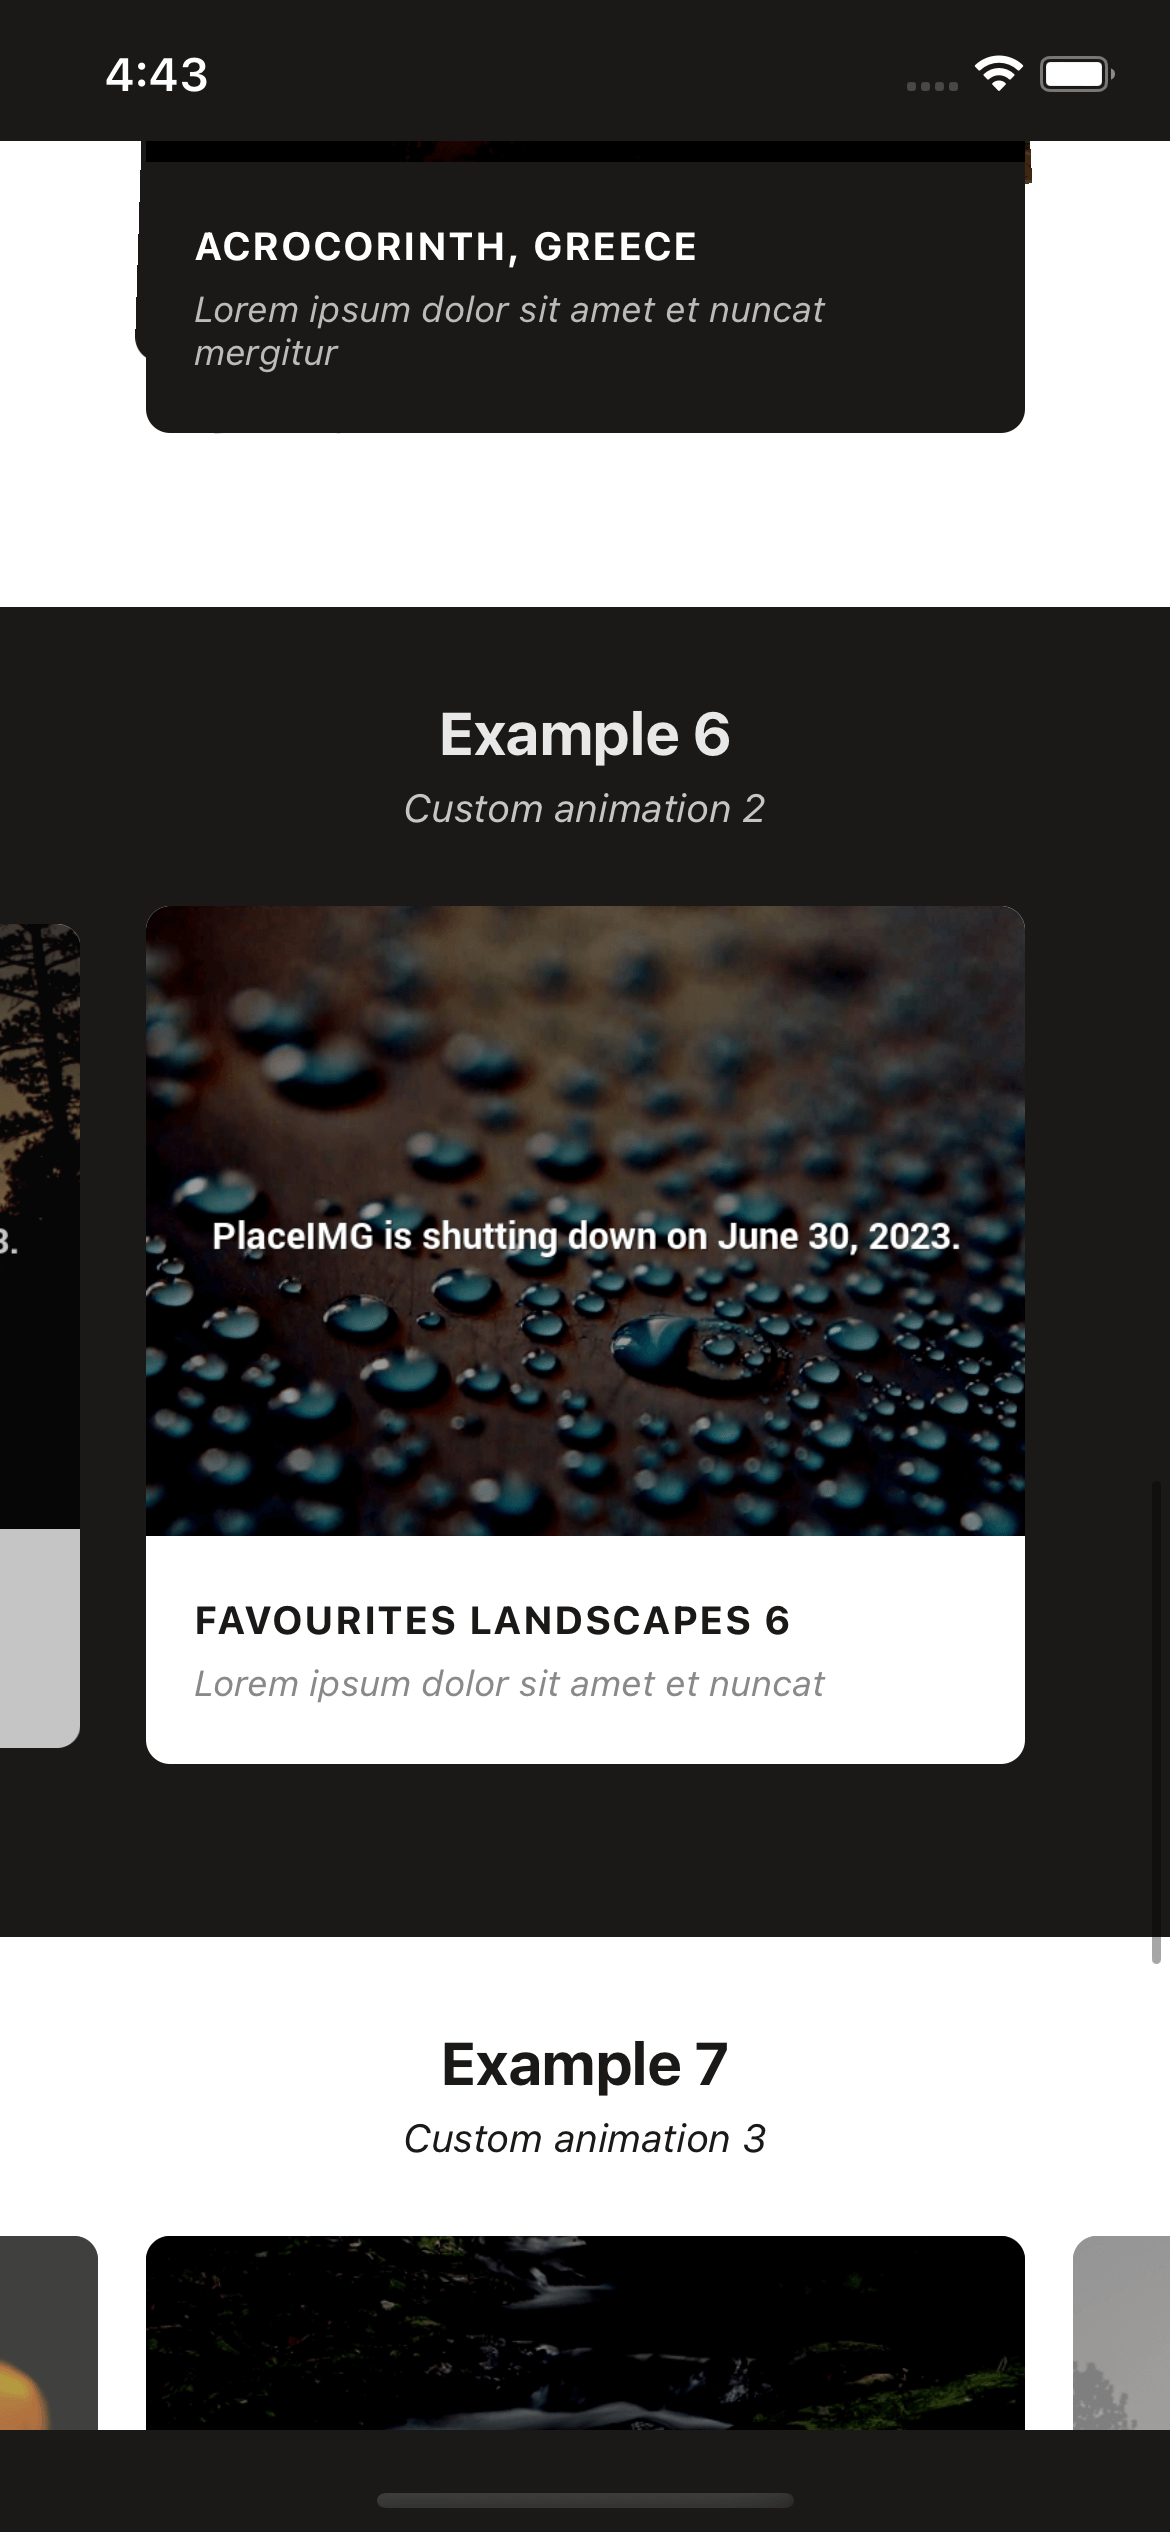 4:43
ACROCORINTH, GREECE
Lorem ipsum dolor sit amet et nuncat
mergitur
Example 6
Custom animation 2
3.
PlaceIMG is shutting down on June 30, 2023.
FAVOURITES LANDSCAPES 6
Lorem ipsum dolor sit amet et nuncat
Example 7
Custom animation 3